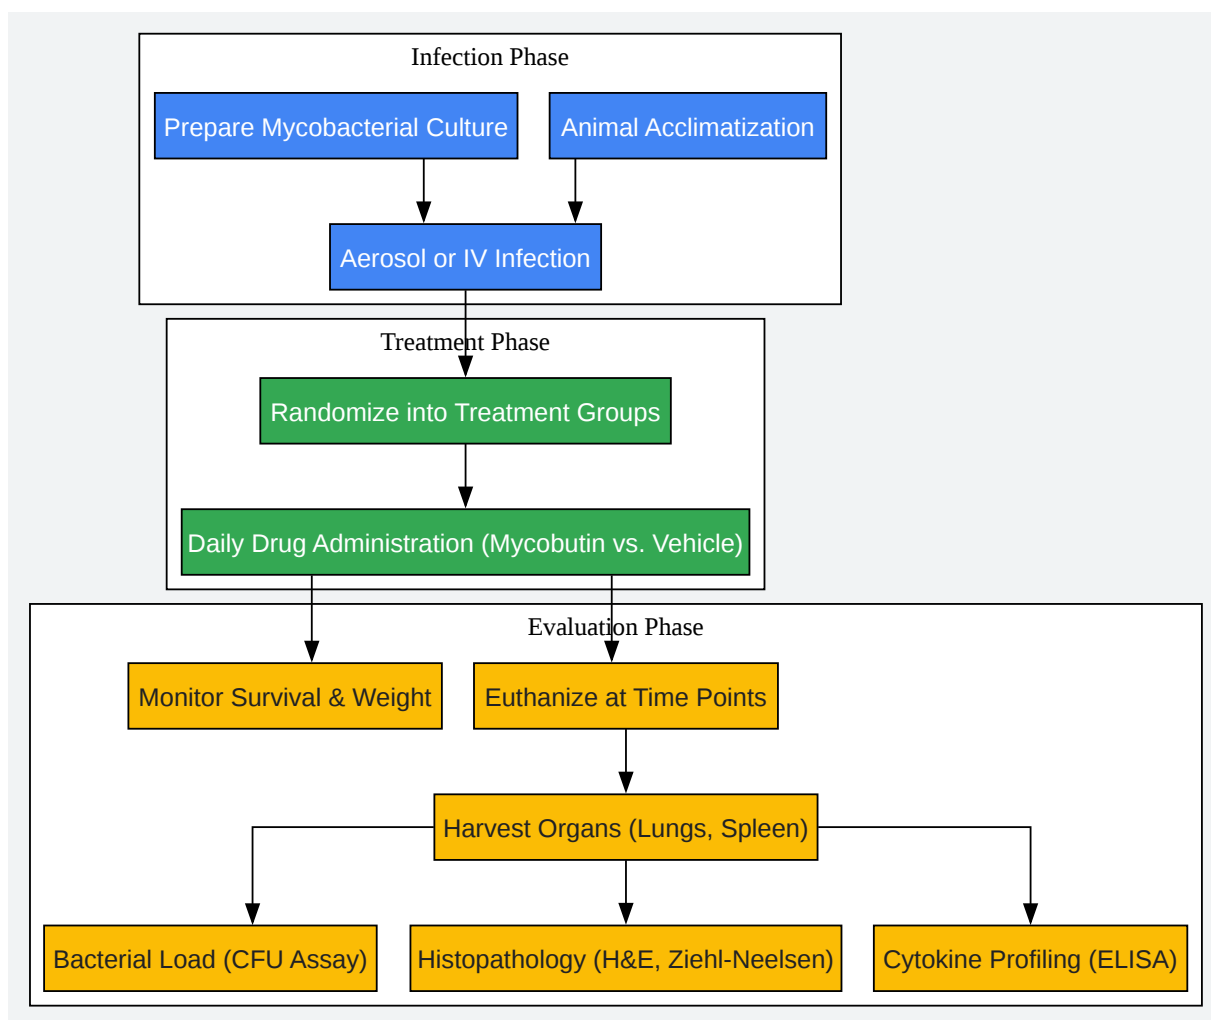 Infection Phase
Prepare Mycobacterial Culture
Animal Acclimatization
Aerosol or IV Infection
Treatment Phase
Randomize into Treatment Groups
Daily Drug Administration (Mycobutin vs. Vehicle)
Evaluation Phase
Monitor Survival & Weight
Euthanize at Time Points
Harvest Organs (Lungs, Spleen)
Bacterial Load (CFU Assay)
Histopathology (H&E, Ziehl-Neelsen)
Cytokine Profiling (ELISA)